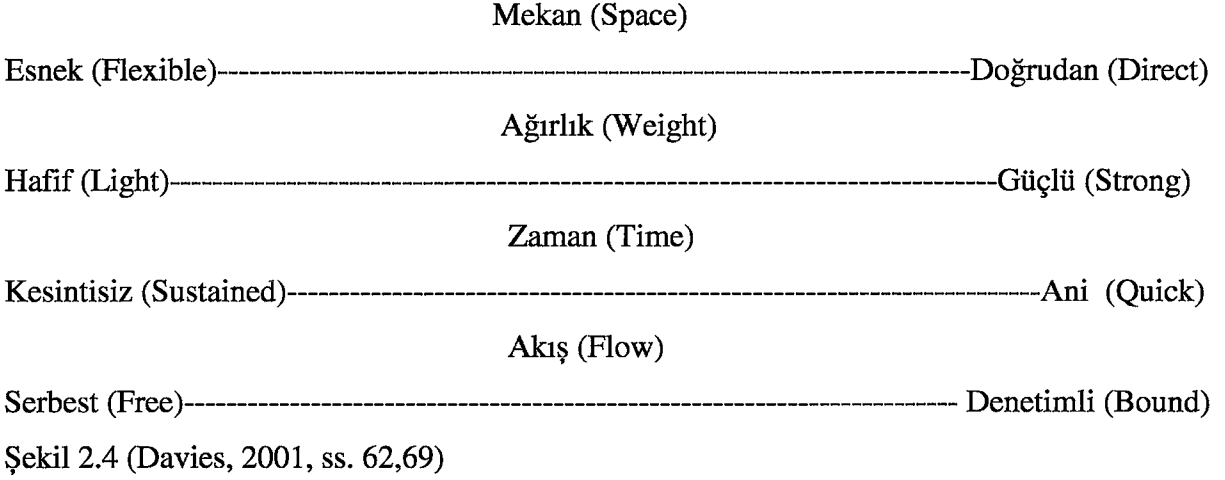 Mekan (Space)
Esnek (Flexible)------------------------------------------------------------------------Doğrudan (Direct)
Ağırlık (Weight)
Hafif (Light)-------------------------------------------------------------------------------Güçlü (Strong)
Zaman (Time)
Kesintisiz (Sustained)------------------------------------------------------------------------Ani (Quick)
Akış (Flow)
Serbest (Free)-------------------------------------------------------------------------- Denetimli (Bound)
Şekil 2.4 (Davies, 2001, ss. 62,69)